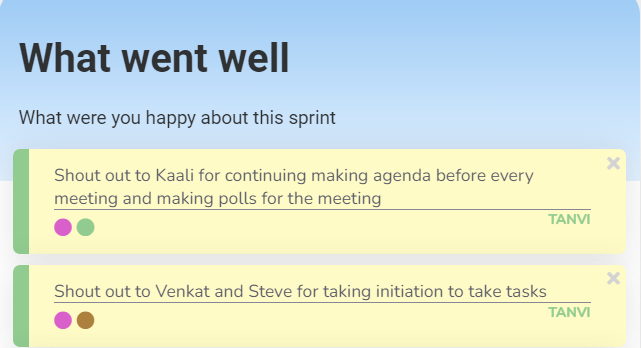 What went well
What were you happy about this sprint
Shout out to Kaali for continuing making agenda before every
meeting and making polls for the meeting
TANVI
Shout out to Venkat and Steve for taking initiation to take tasks
TANVI